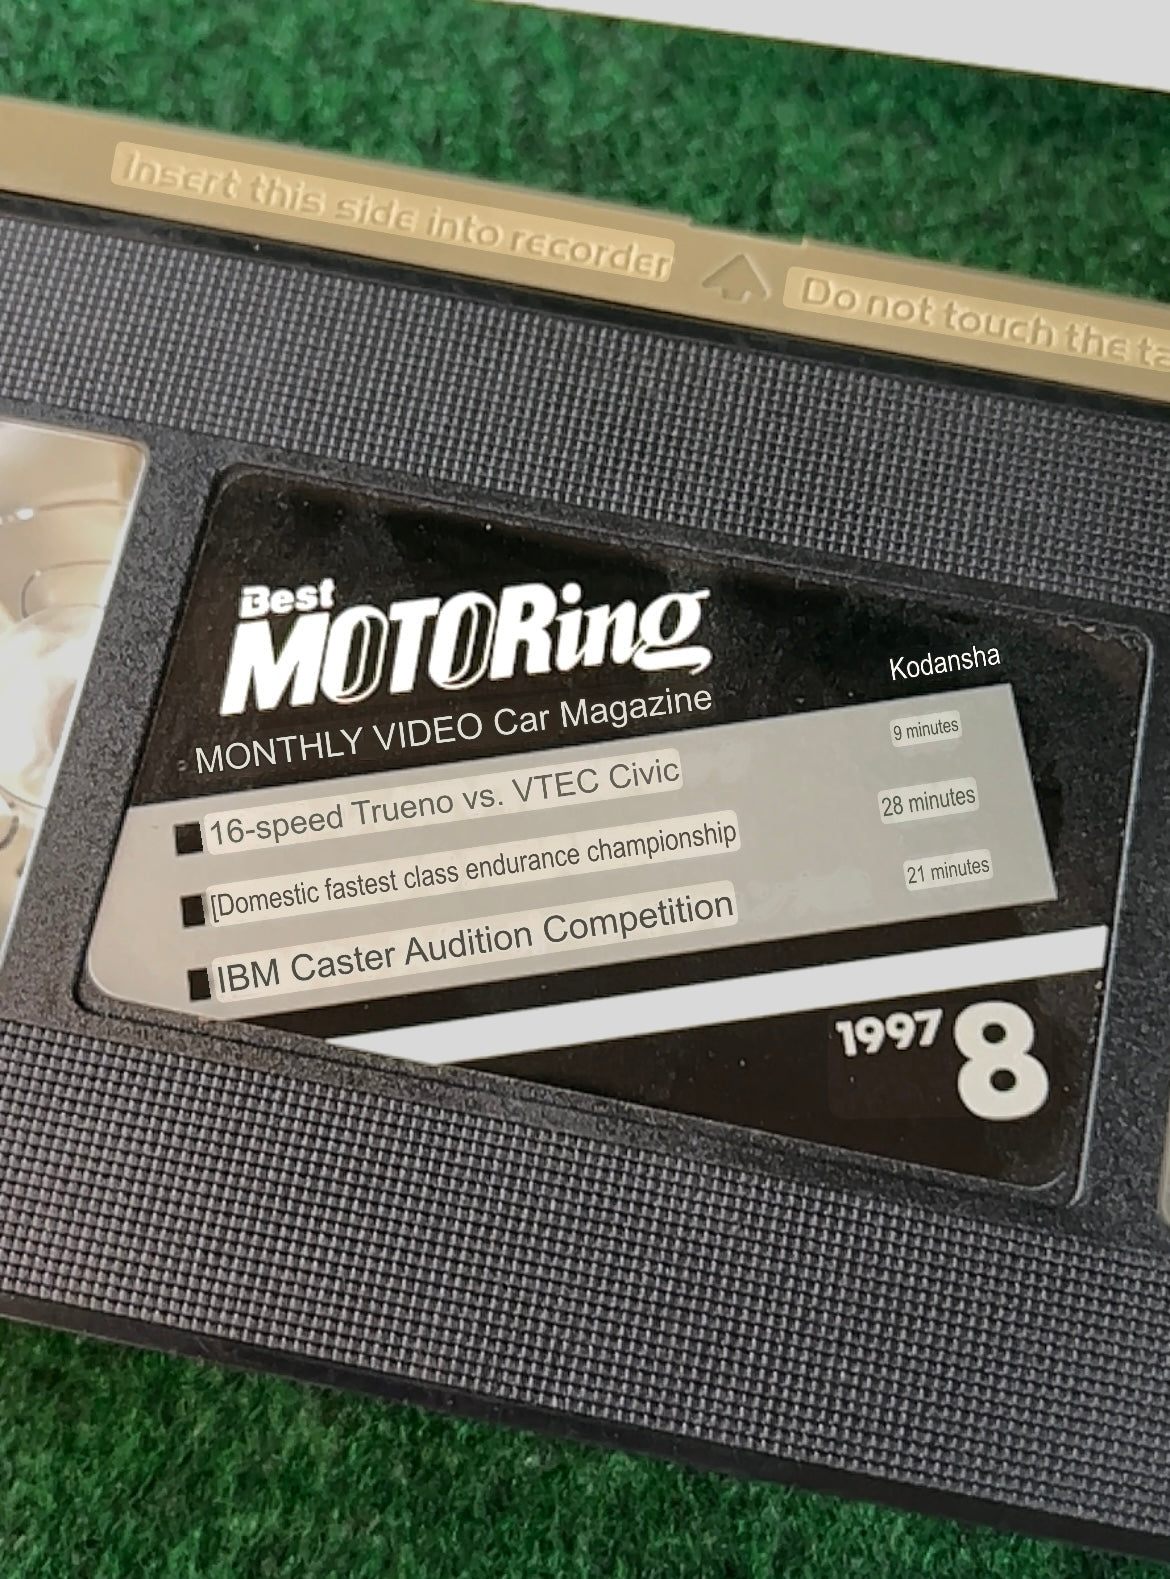 Insert this side into recorder
Do not touch the ta
Best
MOTORing
Kodansha
MONTHLY VIDEO Car Magazine
16-speed Trueno vs. VTEC Civic 9 minutes
[Domestic fastest class endurance championship 28 minutes
IBM Caster Audition Competition 21 minutes
1997 8